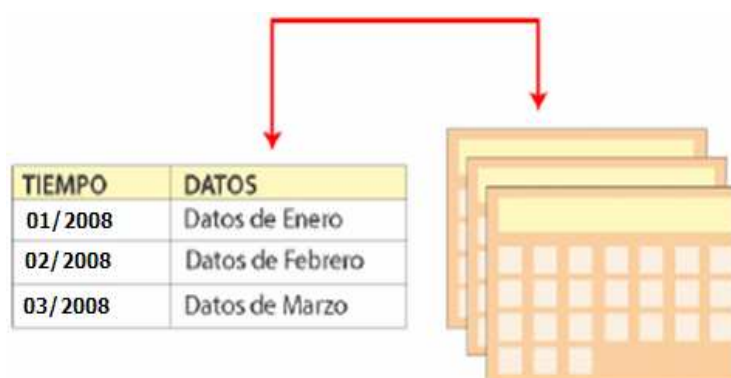 TIEMPO DATOS
01/2008 Datos de Enero
02/2008 Datos de Febrero
03/2008 Datos de Marzo